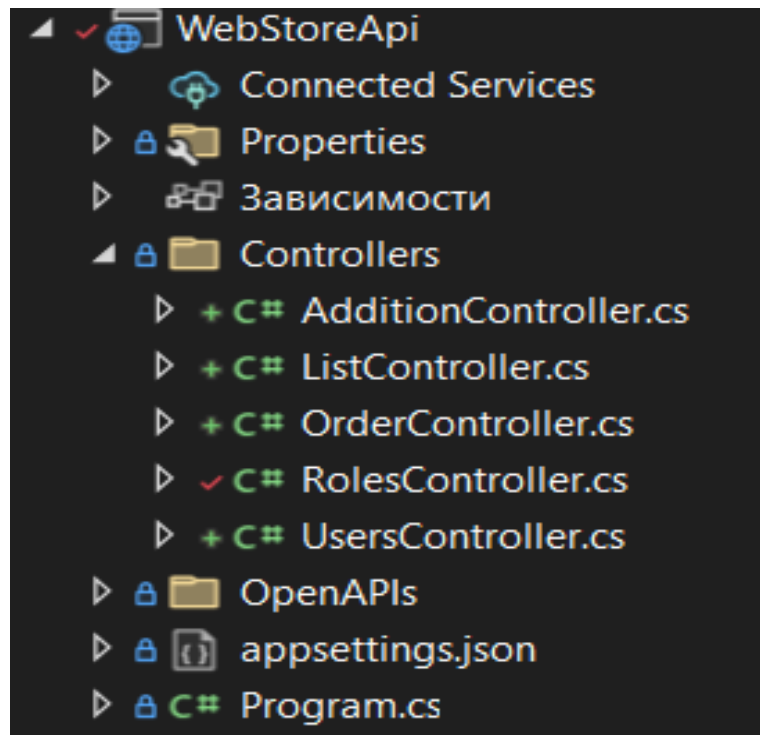 WebStoreApi
Connected Services
Properties
Зависимости
Controllers
C# AdditionController.cs
C# ListController.cs
C# OrderController.cs
C# RolesController.cs
C# UsersController.cs
OpenAPIs
appsettings.json
C# Program.cs